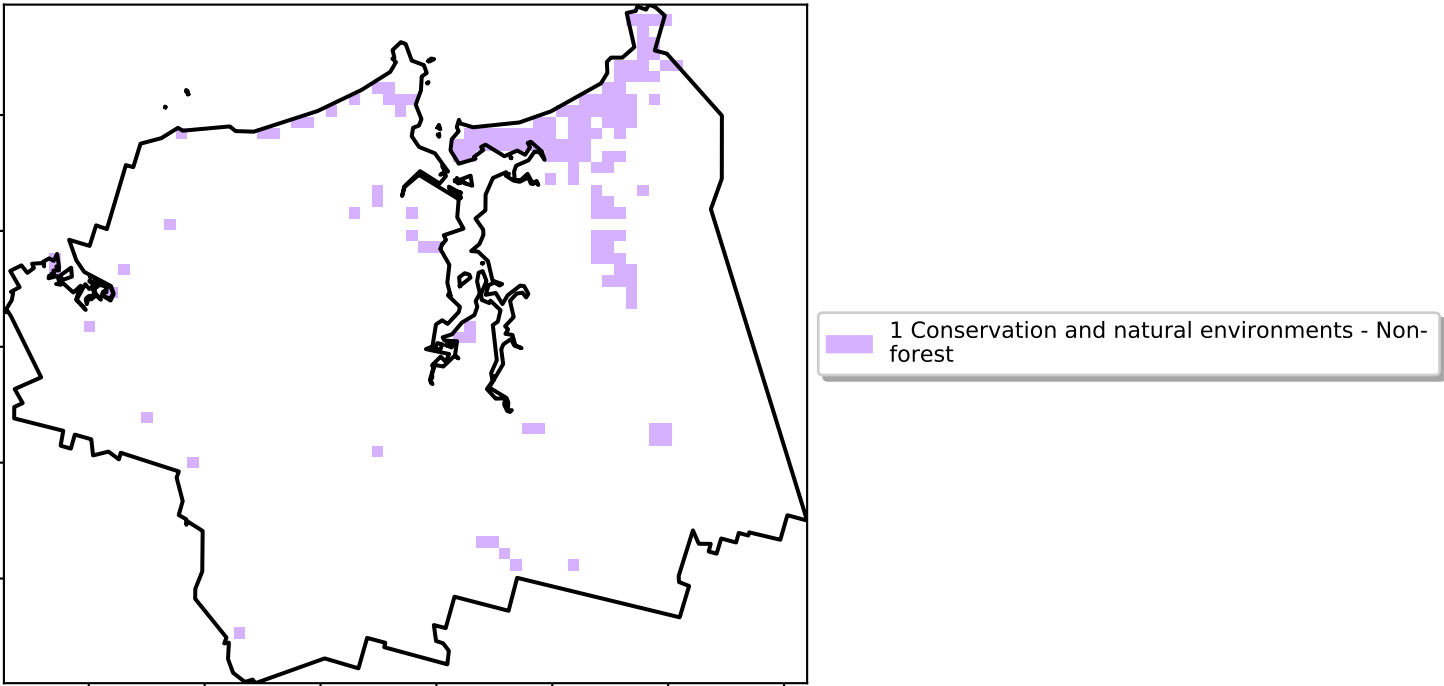 1 Conservation and natural environments - Non-
forest